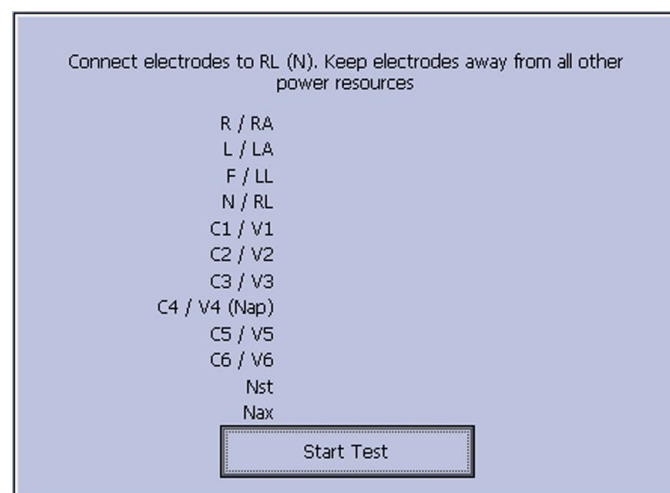 Connect electrodes to RL (N). Keep electrodes away from all other
power resources
R / RA
L / LA
F / LL
N / RL
C1 / V1
C2 / V2
C3 / V3
C4 / V4 (Nap)
C5 / V5
C6 / V6
Nst
Nax
Start Test